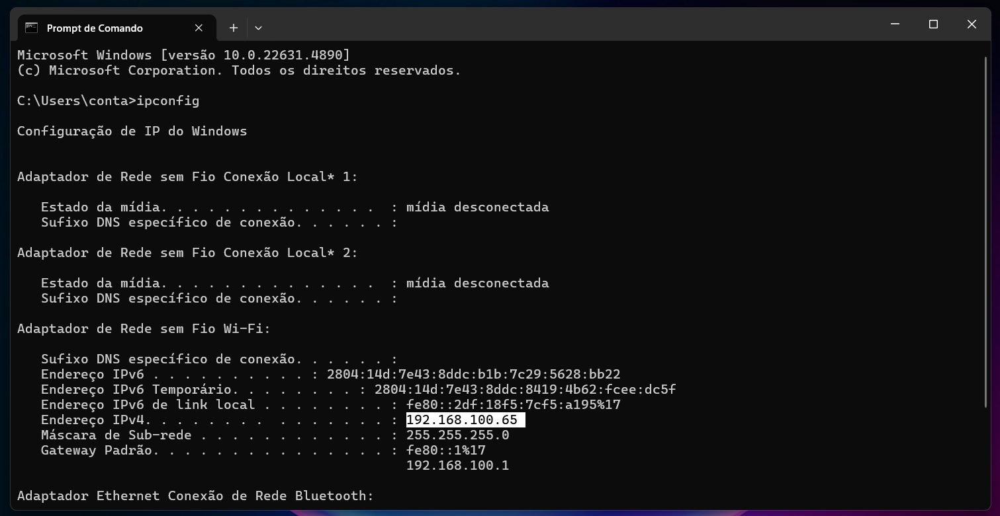 Prompt de Comando
Microsoft Windows [versão 10.0.22631.4890]
(c) Microsoft Corporation. Todos os direitos reservados.
C:\Users\conta>ipconfig
Configuração de IP do Windows
Adaptador de Rede sem Fio Conexão Local* 1:
Estado da mídia. . . . . . . . . . . . . .  : mídia desconectada
Sufixo DNS específico de conexão. . . . . . :
Adaptador de Rede sem Fio Conexão Local* 2:
Estado da mídia. . . . . . . . . . . . . .  : mídia desconectada
Sufixo DNS específico de conexão. . . . . . :
Adaptador de Rede sem Fio Wi-Fi:
Sufixo DNS específico de conexão. . . . . . :
Endereço IPv6 . . . . . . . . . . : 2804:14d:7e43:8ddc:b1b:7c29:5628:bb22
Endereço IPv6 Temporário. . . . . . . . : 2804:14d:7e43:8ddc:8419:4b62:fcee:dc5f
Endereço IPv6 de link local . . . . . . . . : fe80::2df:18f5:7cf5:a195%17
Endereço IPv4. . . . . . . .  . . . . . . . : 192.168.100.65
Máscara de Sub-rede . . . . . . . . . . . . : 255.255.255.0
Gateway Padrão. . . . . . . . . . . . . . . : fe80::1%17
192.168.100.1
Adaptador Ethernet Conexão de Rede Bluetooth: